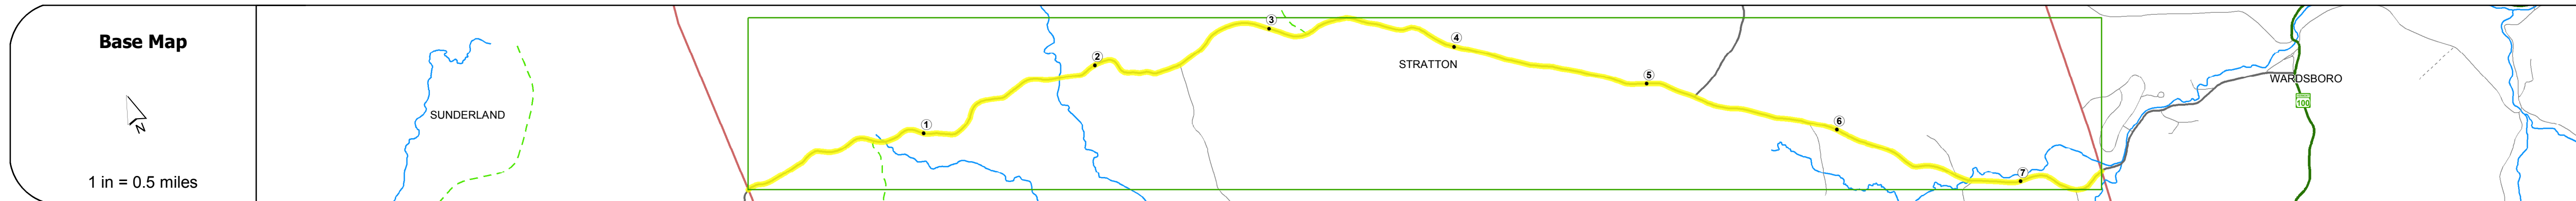 Base Map
N
1 in = 0.5 miles
SUNDERLAND
1
2
3
4
STRATTON
5
6
7
WARDSBORO
100